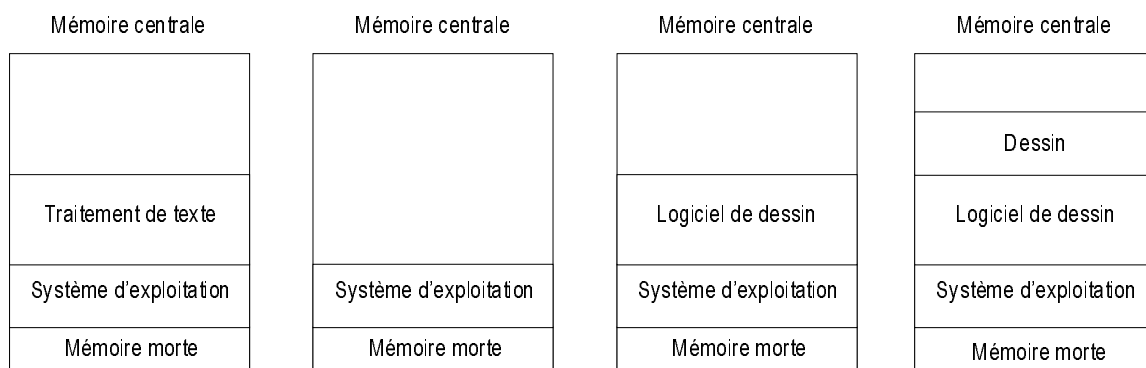 Mémoire centrale
Traitement de texte
Système d'exploitation
Mémoire morte
Mémoire centrale
Système d'exploitation
Mémoire morte
Mémoire centrale
Logiciel de dessin
Système d'exploitation
Mémoire morte
Mémoire centrale
Dessin
Logiciel de dessin
Système d'exploitation
Mémoire morte